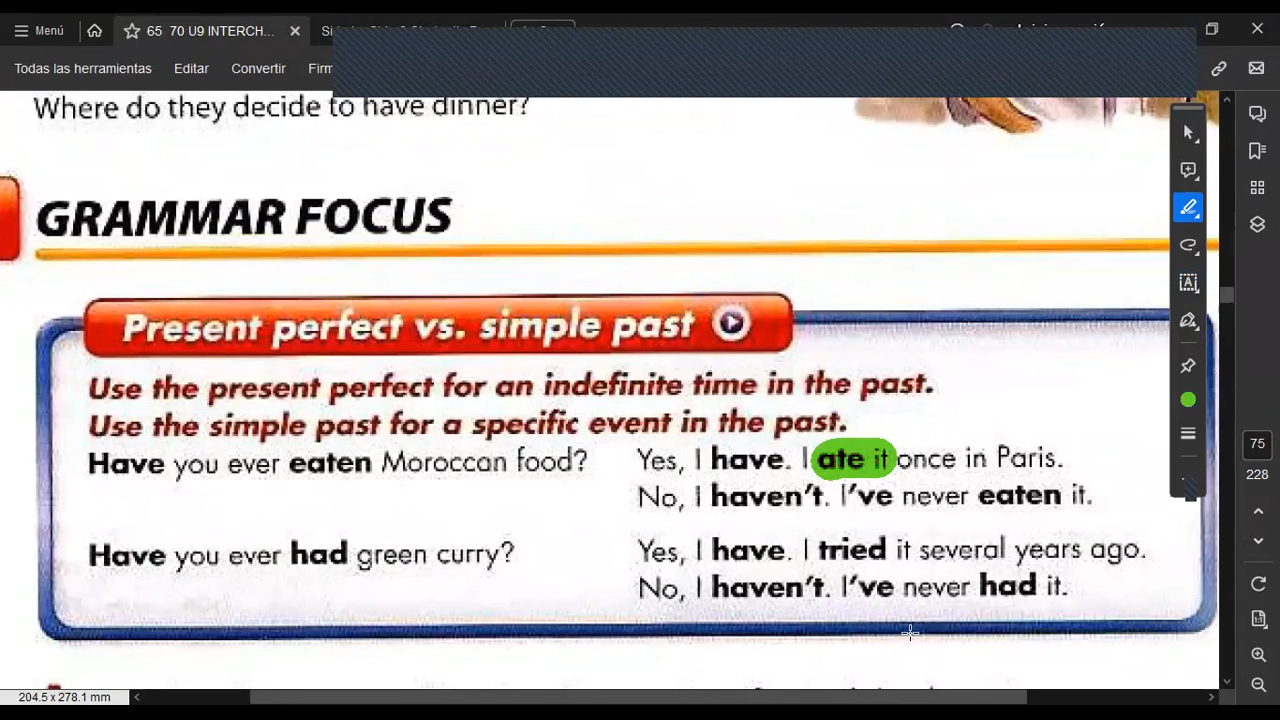 Menú
65 70 U9 INTERCH...
Todas las herramientas Editar Convertir Firm
Where do they decide to have dinner?
GRAMMAR FOCUS
Present perfect vs. simple past
Use the present perfect for an indefinite time in the past.
Use the simple past for a specific event in the past.
Have you ever eaten Moroccan food?
Yes, I have. I ate it once in Paris.
No, I haven't. I've never eaten it.
Have you ever had green curry?
Yes, I have. I tried it several years ago.
No, I haven't. I've never had it.
75
228
204.5 x 278.1 mm